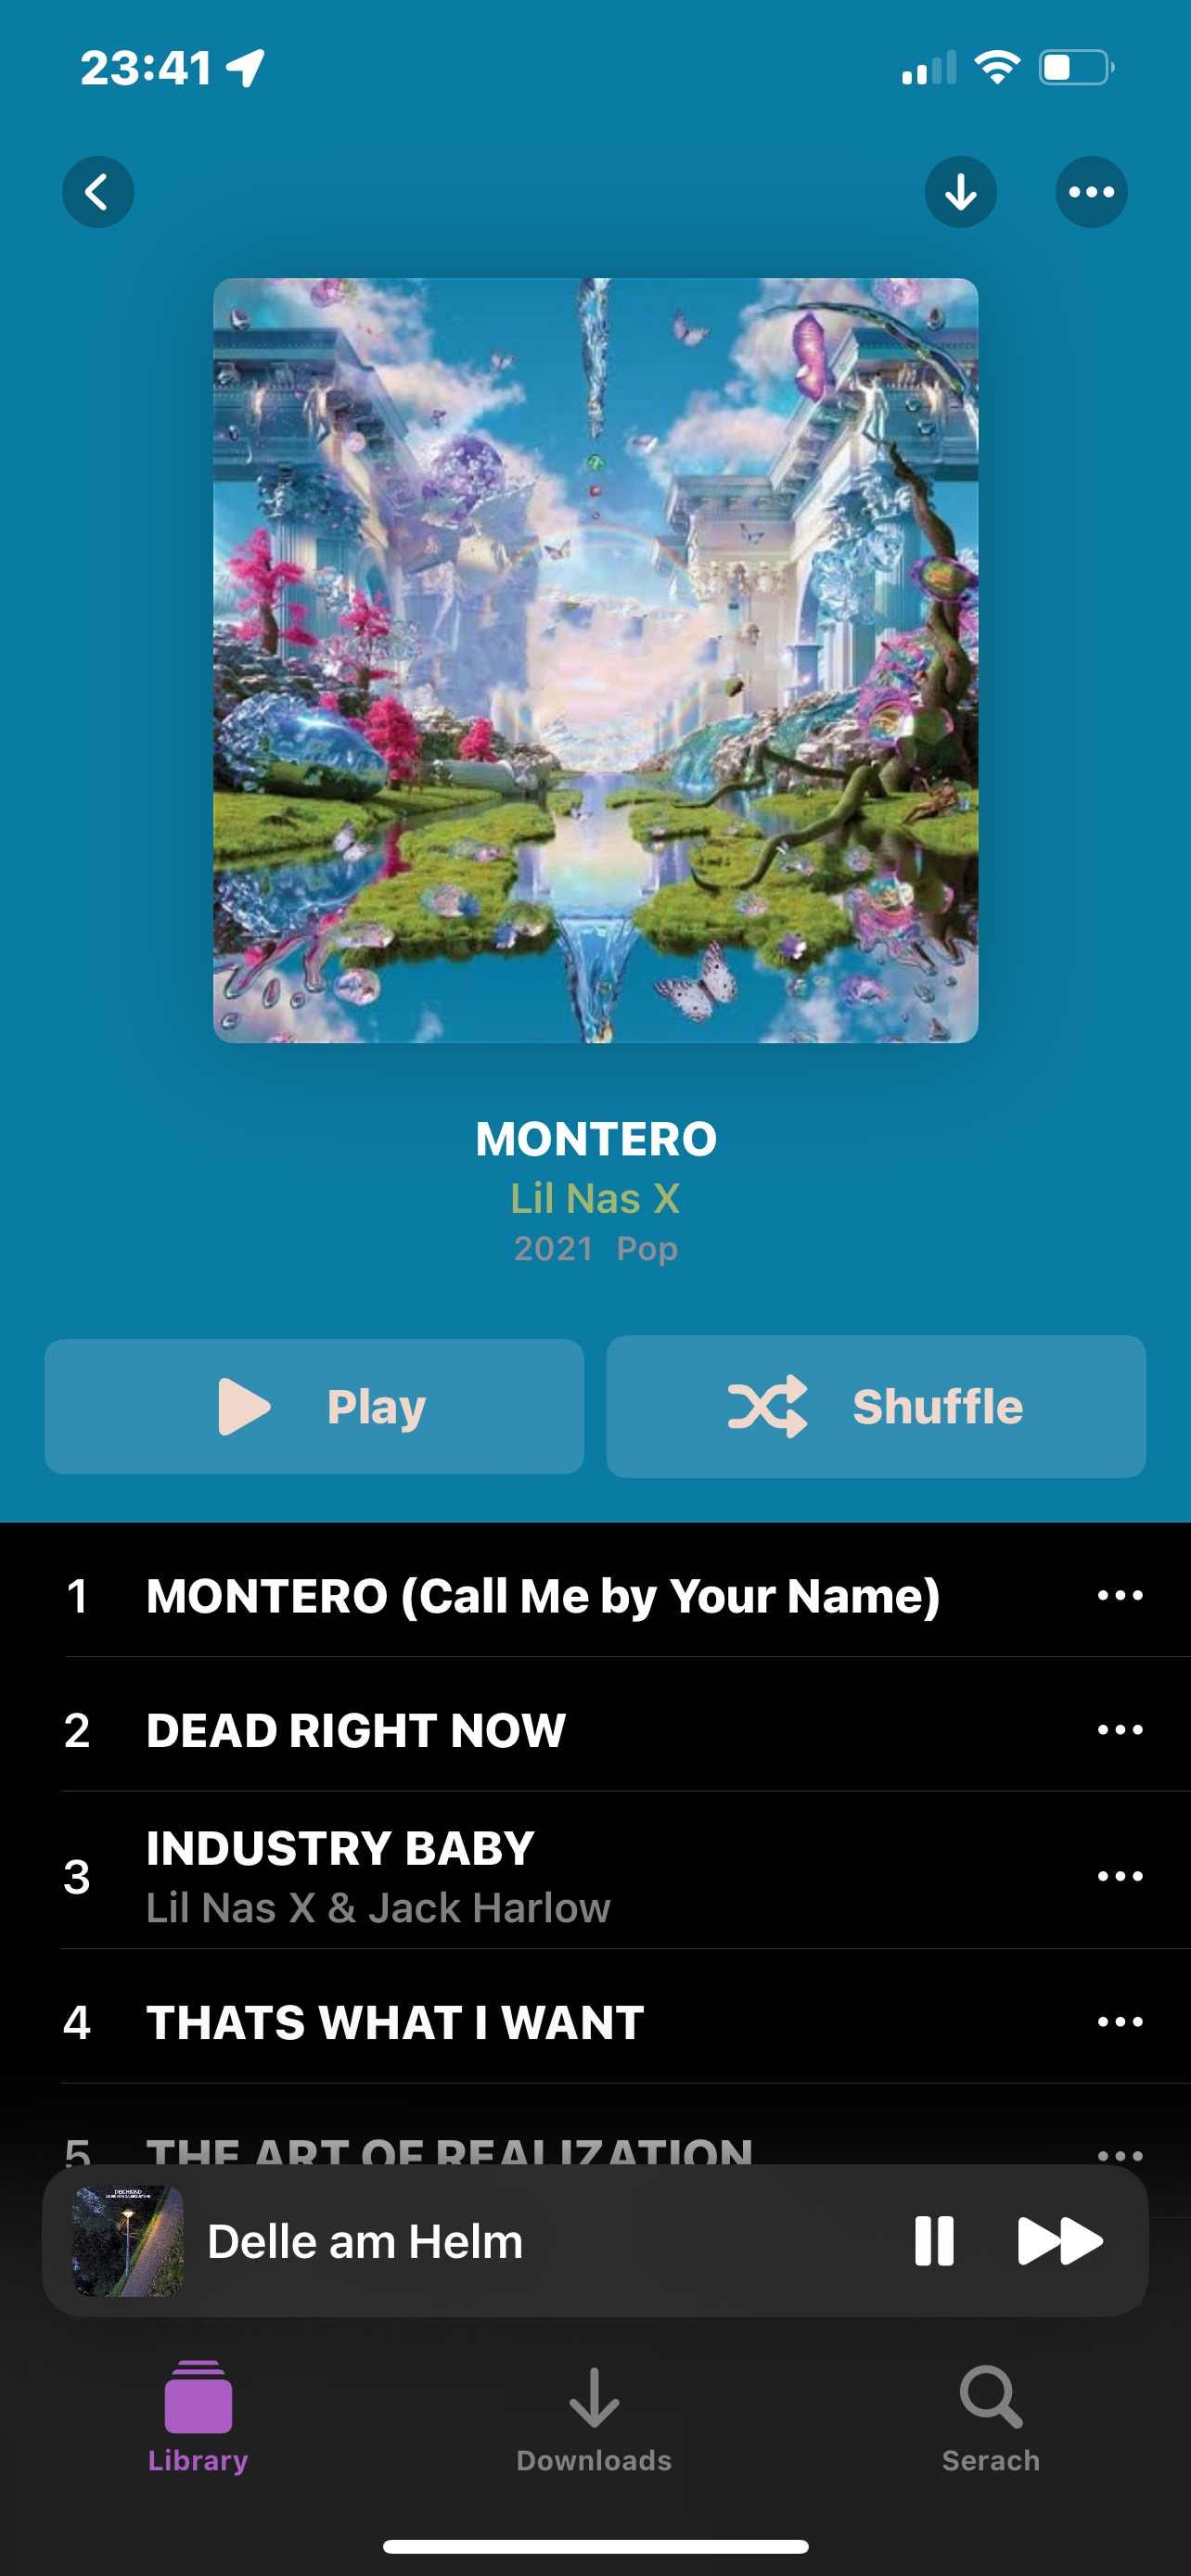 23:41
MONTERO
Lil Nas X
2021 Pop
Play
Shuffle
1 MONTERO (Call Me by Your Name)
2 DEAD RIGHT NOW
3 INDUSTRY BABY
Lil Nas X & Jack Harlow
4 THATS WHAT I WANT
5 THE ART OF REALIZATION
DEICHKIND
Delle am Helm
Library
Downloads
Serach